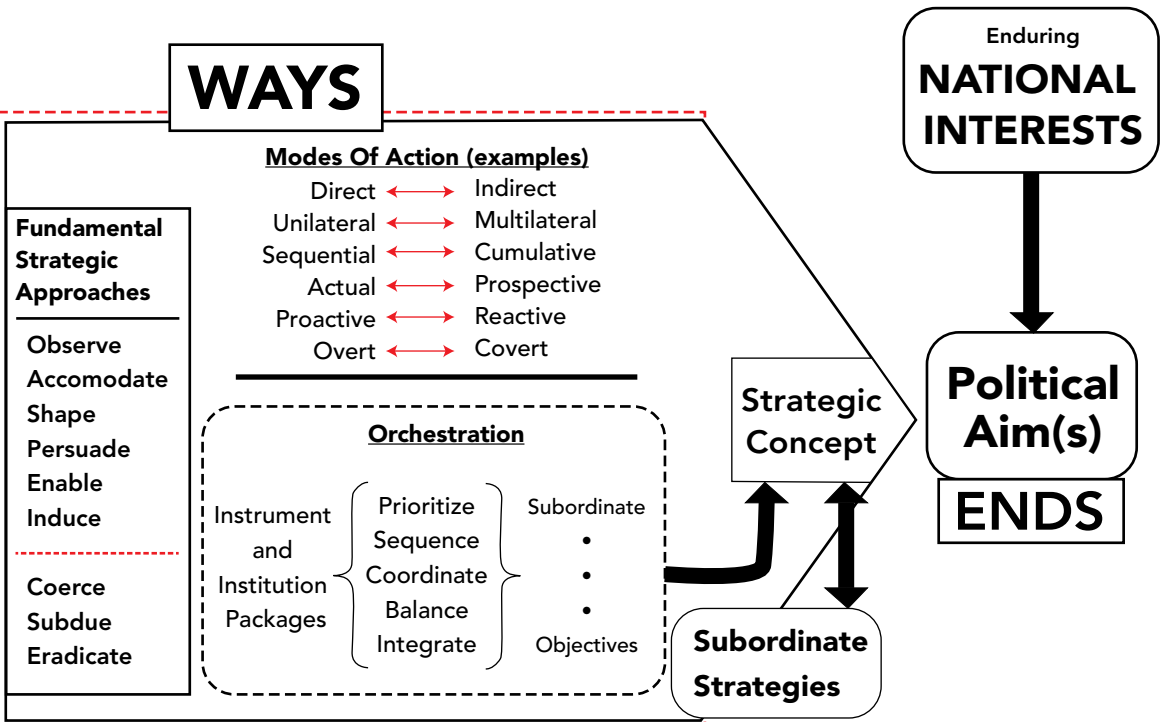 WAYS
Modes Of Action (examples)
Direct Indirect
Unilateral Multilateral
Sequential Cumulative
Actual Prospective
Proactive Reactive
Overt Covert
Fundamental
Strategic
Approaches
Observe
Accomodate
Shape
Persuade
Enable
Induce
Coerce
Subdue
Eradicate
Orchestration
Instrument
and
Institution
Packages
Prioritize
Sequence
Coordinate
Balance
Integrate
Subordinate
•
•
•
Objectives
Strategic
Concept
Subordinate
Strategies
Enduring
NATIONAL
INTERESTS
Political
Aim(s)
ENDS